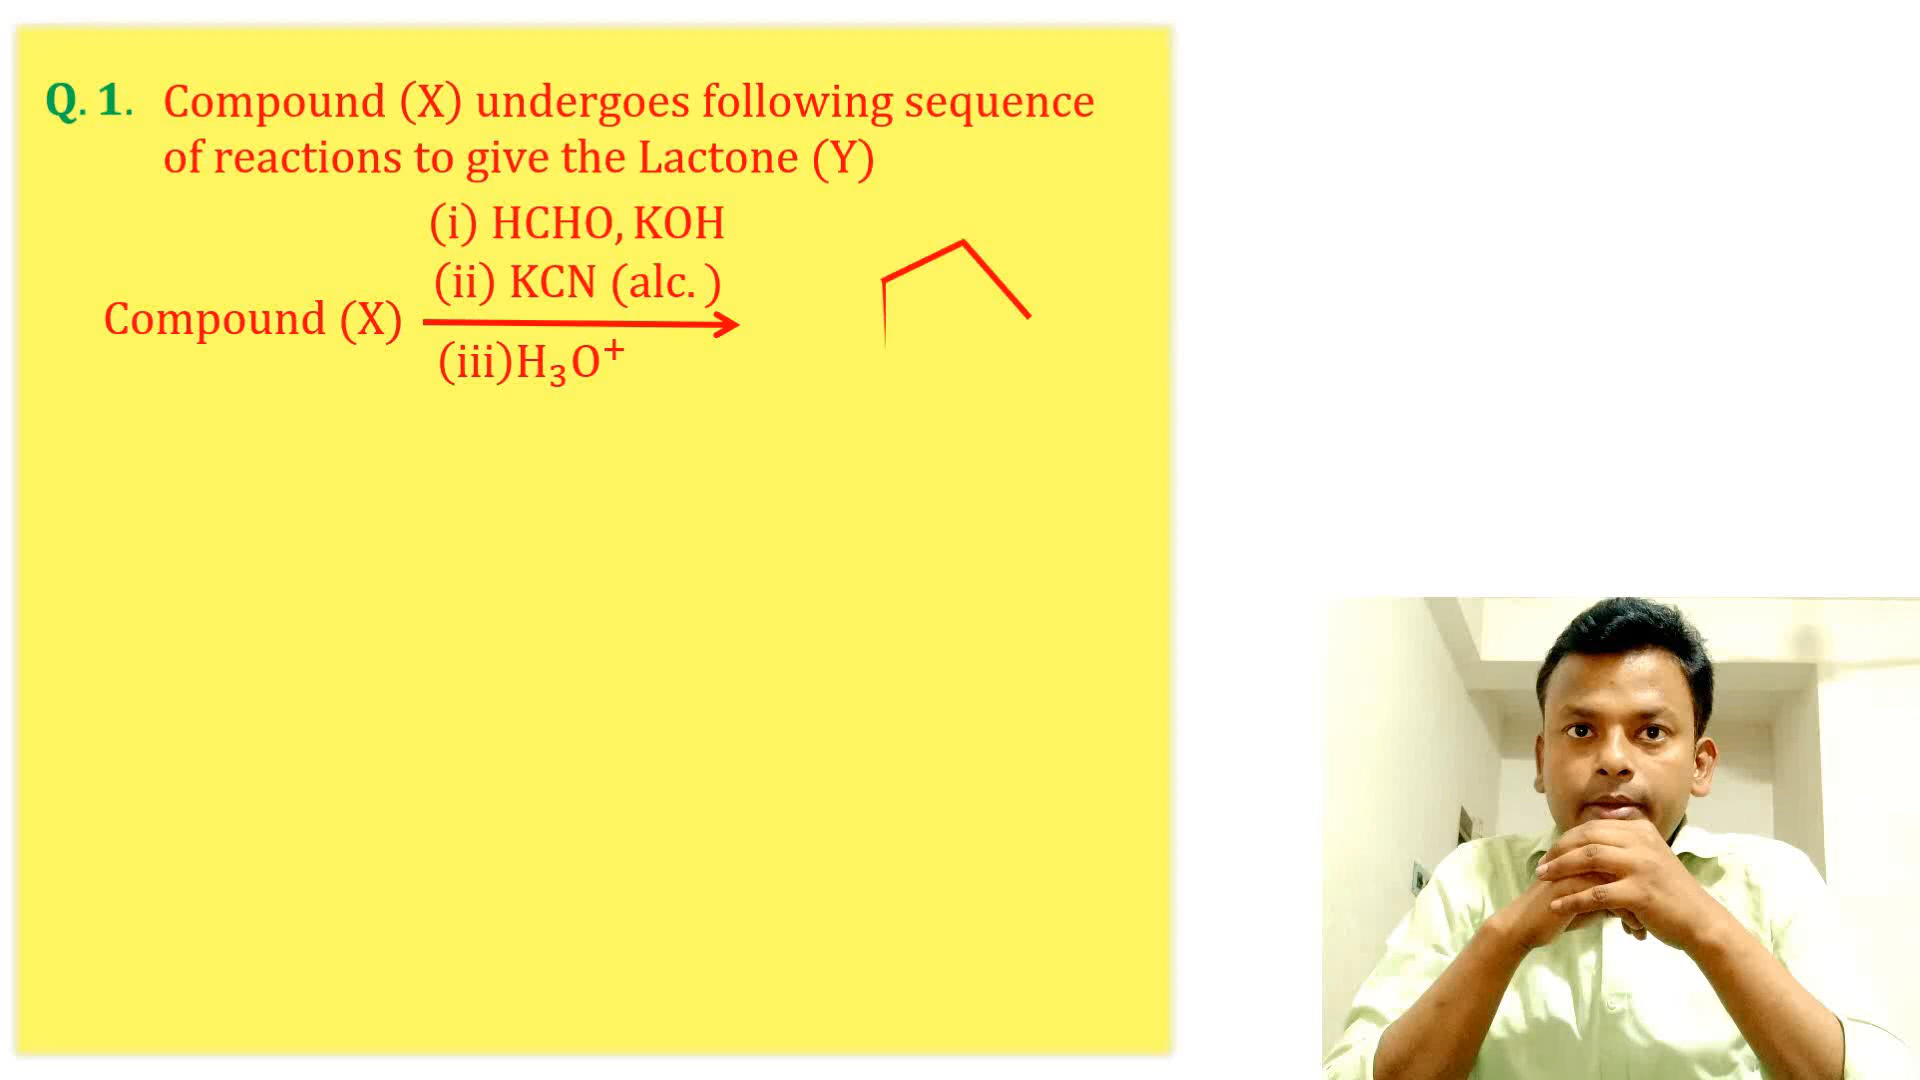 Q. 1. Compound (X) undergoes following sequence
of reactions to give the Lactone (Y)
(i) HCHO, KOH
(ii) KCN (alc. )
Compound (X)
(iii)H₃O⁺